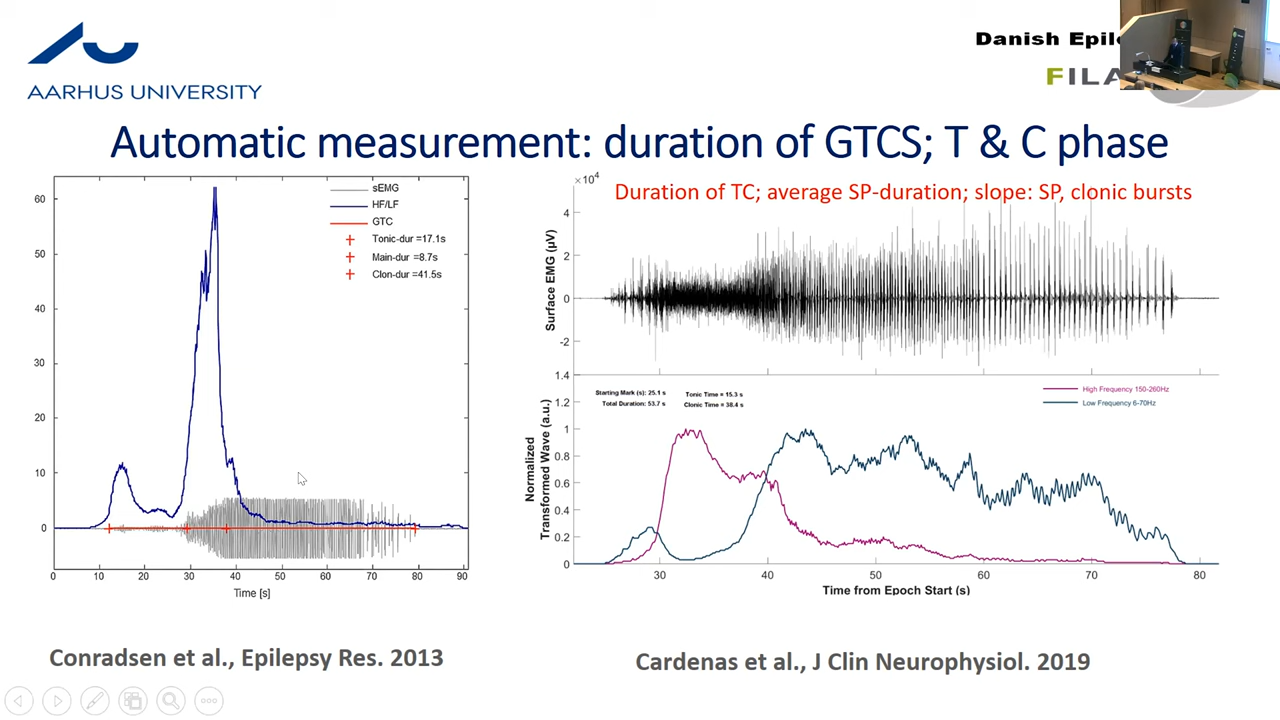 AARHUS UNIVERSITY
Danish Epile
FILA
Automatic measurement: duration of GTCS; T & C phase
sEMG
HF/LF
GTC
Tonic-dur =17.1s
Main-dur =8.7s
Clon-dur =41.5s
60
50
40
30
20
10
0
0 10 20 30 40 50 60 70 80 90
Time [s]
Conradsen et al., Epilepsy Res. 2013
×10⁴
Duration of TC; average SP-duration; slope: SP, clonic bursts
Surface EMG (µV)
4
2
0
-2
Normalized
Transformed Wave (a.u.)
1.4
1.2
1
0.8
0.6
0.4
0.2
0
Starting Mark (s): 25.1 s Tonic Time = 15.3 s
Total Duration: 53.7 s Clonic Time = 38.4 s
High Frequency 150-260Hz
Low Frequency 6-70Hz
30 40 50 60 70 80
Time from Epoch Start (s)
Cardenas et al., J Clin Neurophysiol. 2019